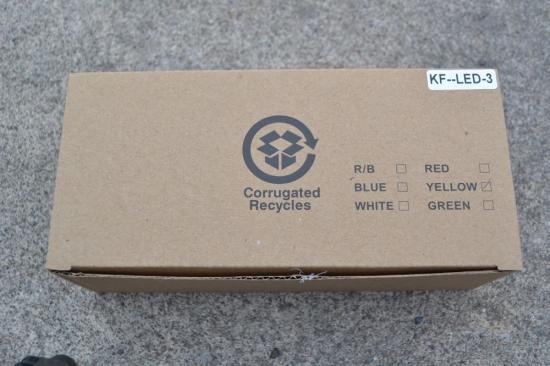 KF--LED-3
Corrugated
Recycles
R/B ☐ RED ☐
BLUE ☐ YELLOW ☑
WHITE ☐ GREEN ☐